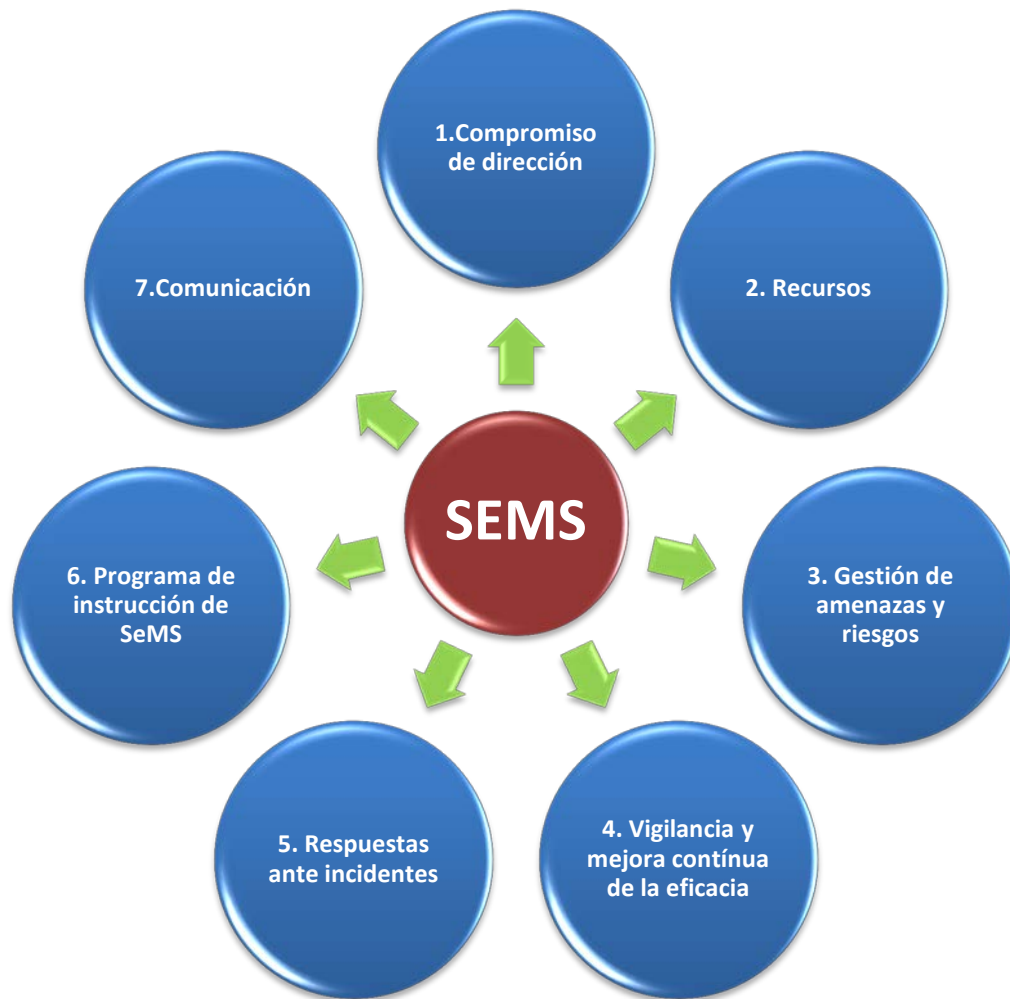 SEMS
1.Compromiso
de dirección
2. Recursos
3. Gestión de
amenazas y
riesgos
4. Vigilancia y
mejora contínua
de la eficacia
5. Respuestas
ante incidentes
6. Programa de
instrucción de
SeMS
7.Comunicación